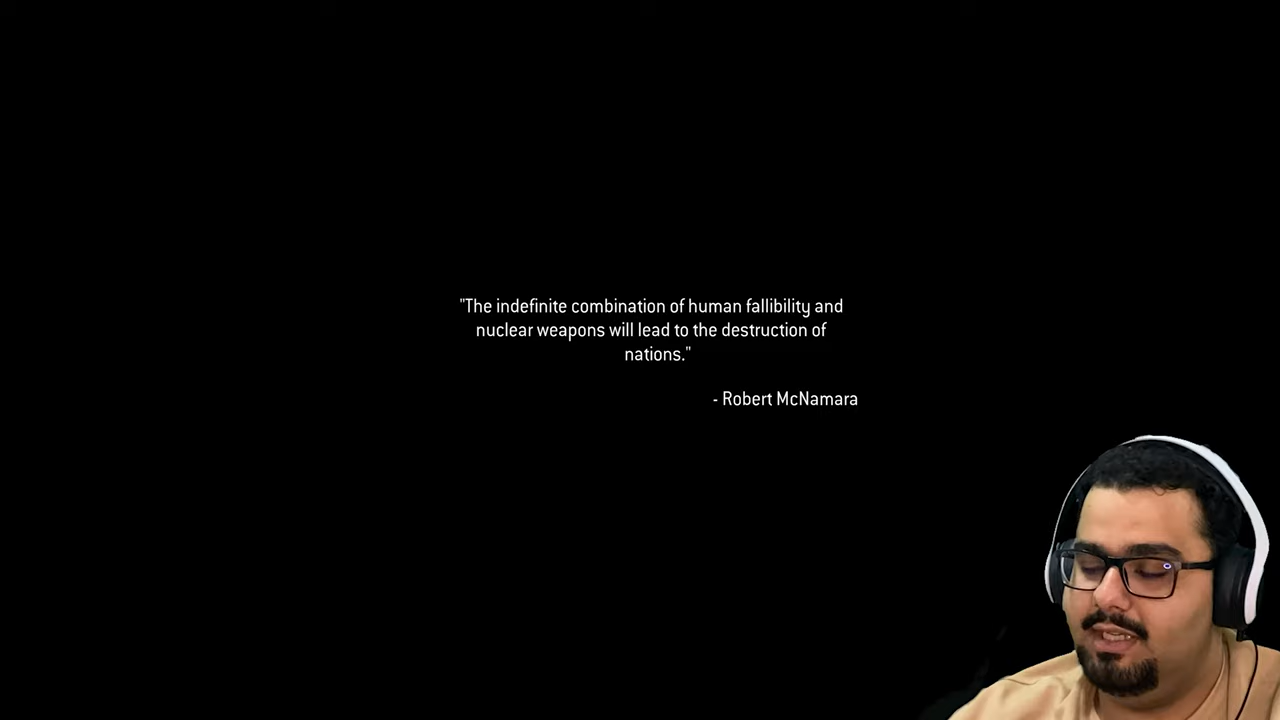 "The indefinite combination of human fallibility and
nuclear weapons will lead to the destruction of
nations."
- Robert McNamara